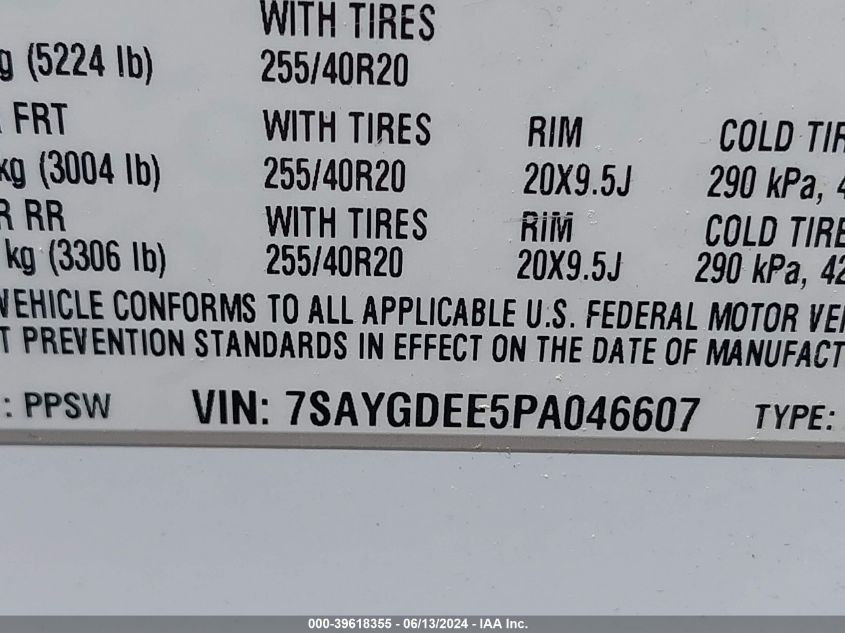 WITH TIRES
g (5224 lb) 255/40R20
FRT WITH TIRES RIM COLD TIR
kg (3004 lb) 255/40R20 20X9.5J 290 kPa, 4
R RR WITH TIRES RIM COLD TIRE
kg (3306 lb) 255/40R20 20X9.5J 290 kPa, 42
VEHICLE CONFORMS TO ALL APPLICABLE U.S. FEDERAL MOTOR VEH
T PREVENTION STANDARDS IN EFFECT ON THE DATE OF MANUFACT
: PPSW VIN: 7SAYGDEE5PA046607 TYPE:
000-39618355 - 06/13/2024 - IAA Inc.